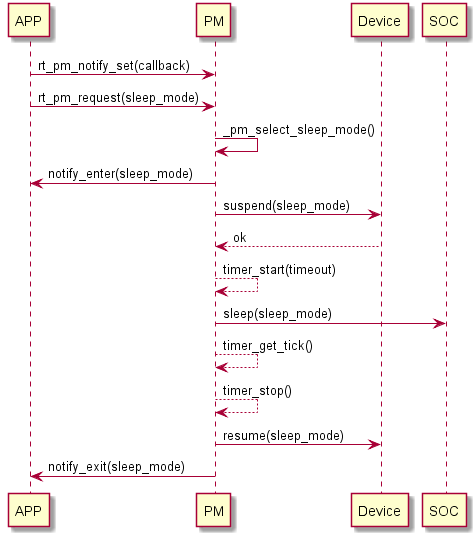 APP PM Device SOC
rt_pm_notify_set(callback)
rt_pm_request(sleep_mode)
_pm_select_sleep_mode()
notify_enter(sleep_mode)
suspend(sleep_mode)
ok
timer_start(timeout)
sleep(sleep_mode)
timer_get_tick()
timer_stop()
resume(sleep_mode)
notify_exit(sleep_mode)
APP PM Device SOC